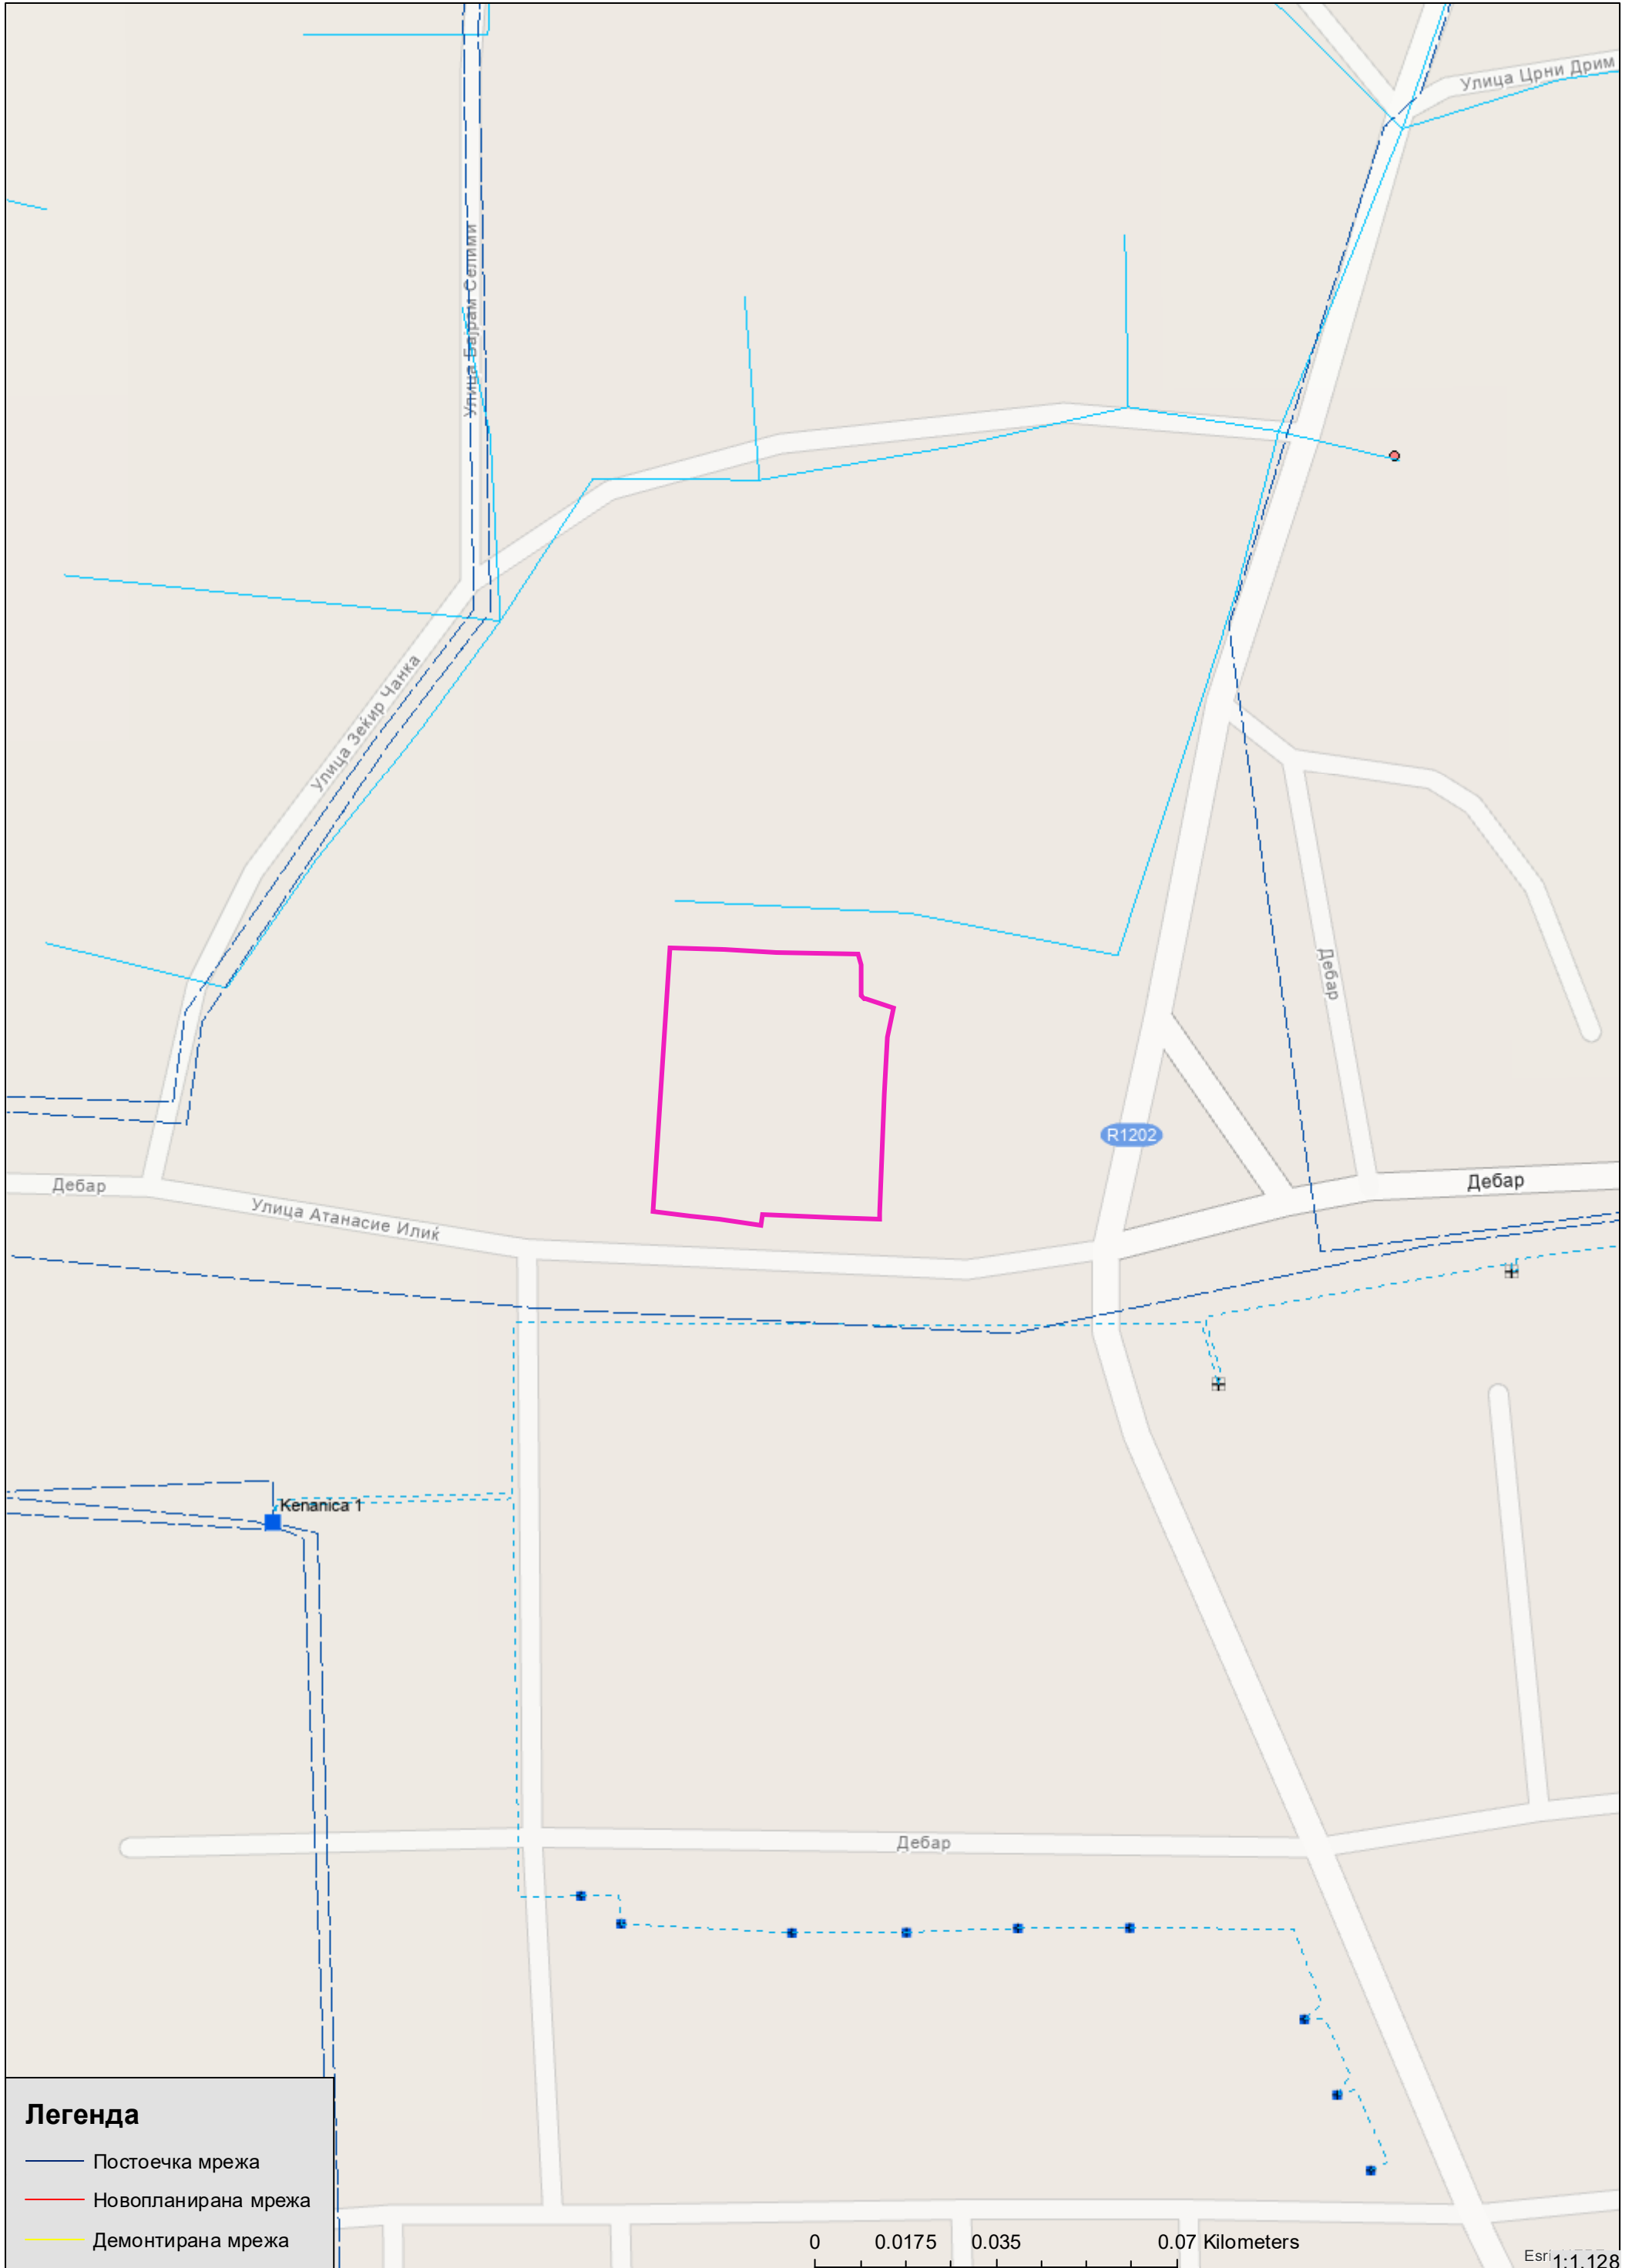 Улица Црни Дрим
Улица Бајрам Селими
Улица Зеќир Чанка
Дебар
R1202
Дебар
Дебар
Улица Атанасие Илиќ
Kenanica 1
Дебар
Легенда
Постоечка мрежа
Новопланирана мрежа
Демонтирана мрежа
0 0.0175 0.035 0.07 Kilometers
Esri
1:1,128